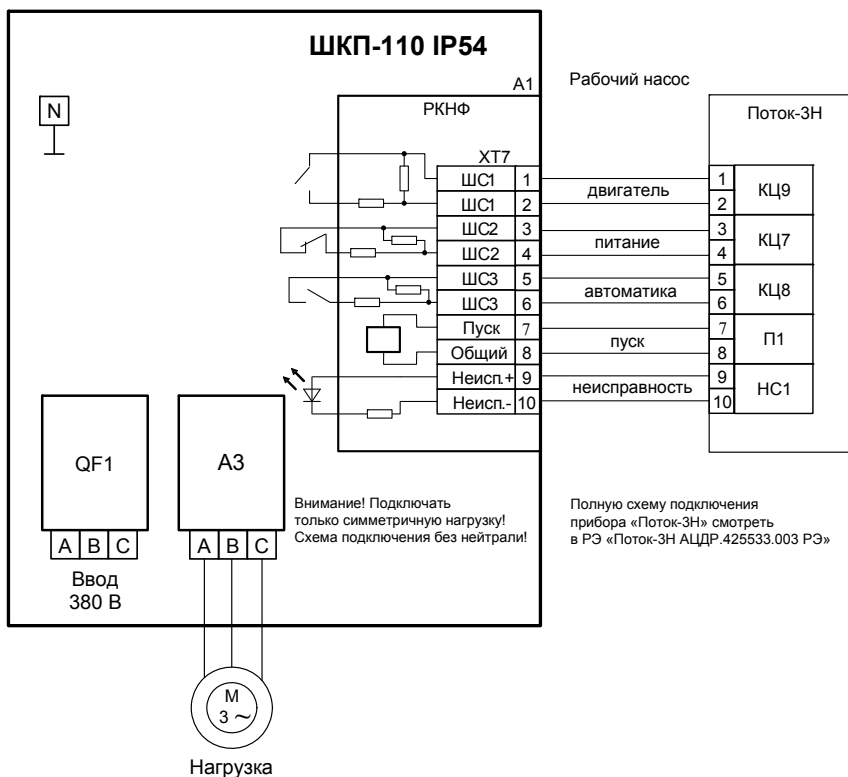 ШКП-110 IP54
A1
Рабочий насос
N
РКНФ
Поток-3Н
XT7
ШС1 1
ШС1 2
ШС2 3
ШС2 4
ШС3 5
ШС3 6
Пуск 7
Общий 8
Неисп.+ 9
Неисп.- 10
двигатель
питание
автоматика
пуск
неисправность
1
2
КЦ9
3
4
КЦ7
5
6
КЦ8
7
8
П1
9
10
НС1
QF1
A3
A B C
A B C
Ввод
380 В
Внимание! Подключать
только симметричную нагрузку!
Схема подключения без нейтрали!
Полную схему подключения
прибора «Поток-3Н» смотреть
в РЭ «Поток-3Н АЦДР.425533.003 РЭ»
М
3 ~
Нагрузка